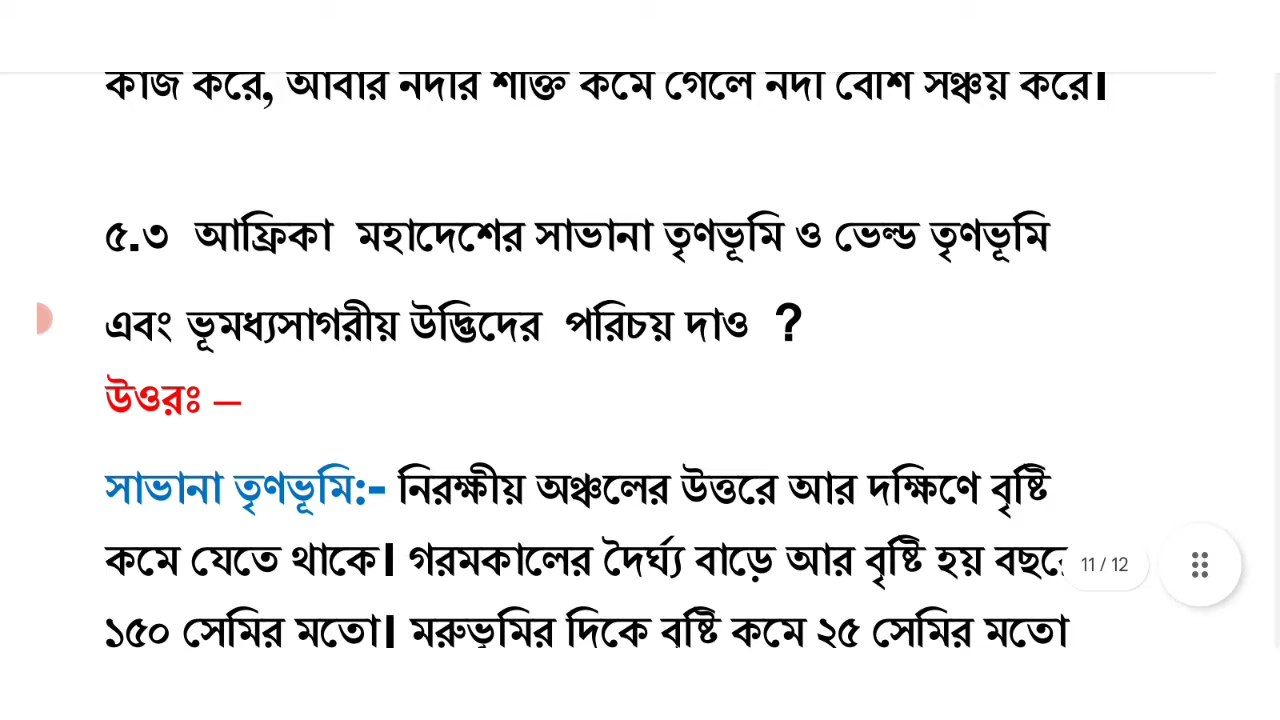 কাজ করে, আবার নদীর শক্তি কমে গেলে নদী বেশি সঞ্চয় করে।
৫.৩ আফ্রিকা মহাদেশের সাভানা তৃণভূমি ও ভেল্ড তৃণভূমি
এবং ভূমধ্যসাগরীয় উদ্ভিদের পরিচয় দাও ?
উওরঃ –
সাভানা তৃণভূমি:- নিরক্ষীয় অঞ্চলের উত্তরে আর দক্ষিণে বৃষ্টি
কমে যেতে থাকে। গরমকালের দৈর্ঘ্য বাড়ে আর বৃষ্টি হয় বছরে
11 / 12
১৫০ সেমির মতো। মরুভূমির দিকে বৃষ্টি কমে ২৫ সেমির মতো